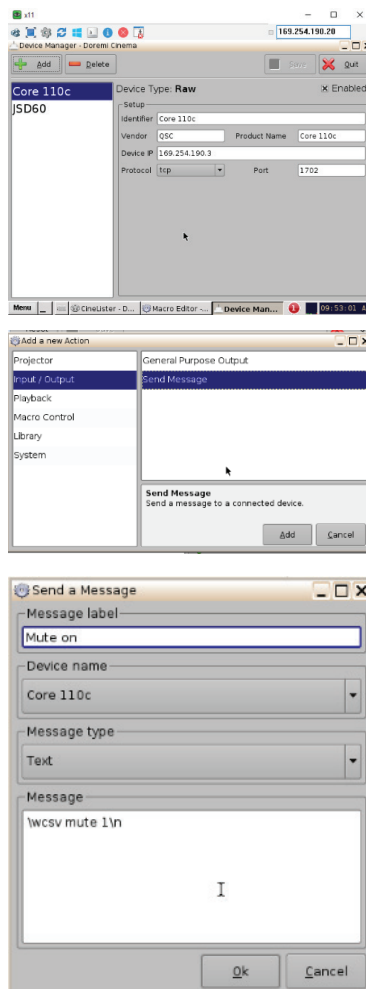 x11
169.254.190.20
Device Manager - Doremi Cinema
Add Delete Save Quit
Core 110c
JSD60
Device Type: Raw Enabled
Setup
Identifier Core 110c
Vendor QSC Product Name Core 110c
Device IP 169.254.190.3
Protocol tcp Port 1702
Menu CineLister - D... Macro Editor -... Device Man... 09:53:01 A
Add a new Action
Projector
Input / Output
Playback
Macro Control
Library
System
General Purpose Output
Send Message
Send Message
Send a message to a connected device.
Add Cancel
Send a Message
Message label
Mute on
Device name
Core 110c
Message type
Text
Message
\wcsv mute 1\n
Ok Cancel